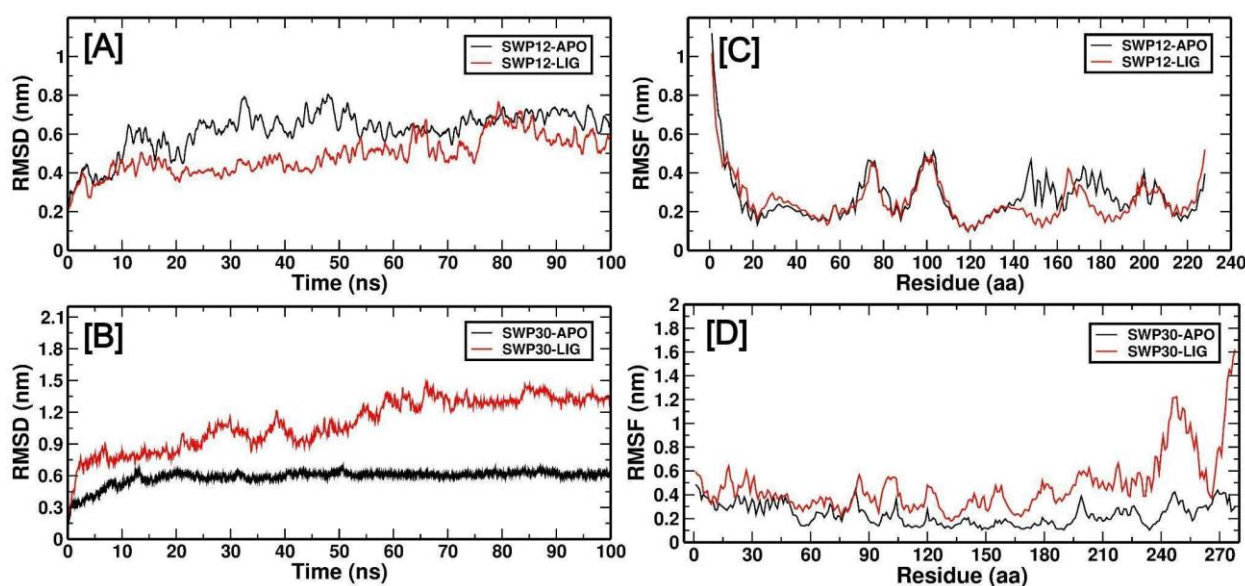 [A]
SWP12-APO
SWP12-LIG
RMSD (nm)
1
0.8
0.6
0.4
0.2
0
0 10 20 30 40 50 60 70 80 90 100
Time (ns)
[C]
SWP12-APO
SWP12-LIG
RMSF (nm)
1
0.8
0.6
0.4
0.2
0
0 20 40 60 80 100 120 140 160 180 200 220 240
Residue (aa)
[B]
SWP30-APO
SWP30-LIG
RMSD (nm)
2.1
1.8
1.5
1.2
0.9
0.6
0.3
0
0 10 20 30 40 50 60 70 80 90 100
Time (ns)
[D]
SWP30-APO
SWP30-LIG
RMSF (nm)
2
1.8
1.6
1.4
1.2
1
0.8
0.6
0.4
0.2
0
0 30 60 90 120 150 180 210 240 270
Residue (aa)